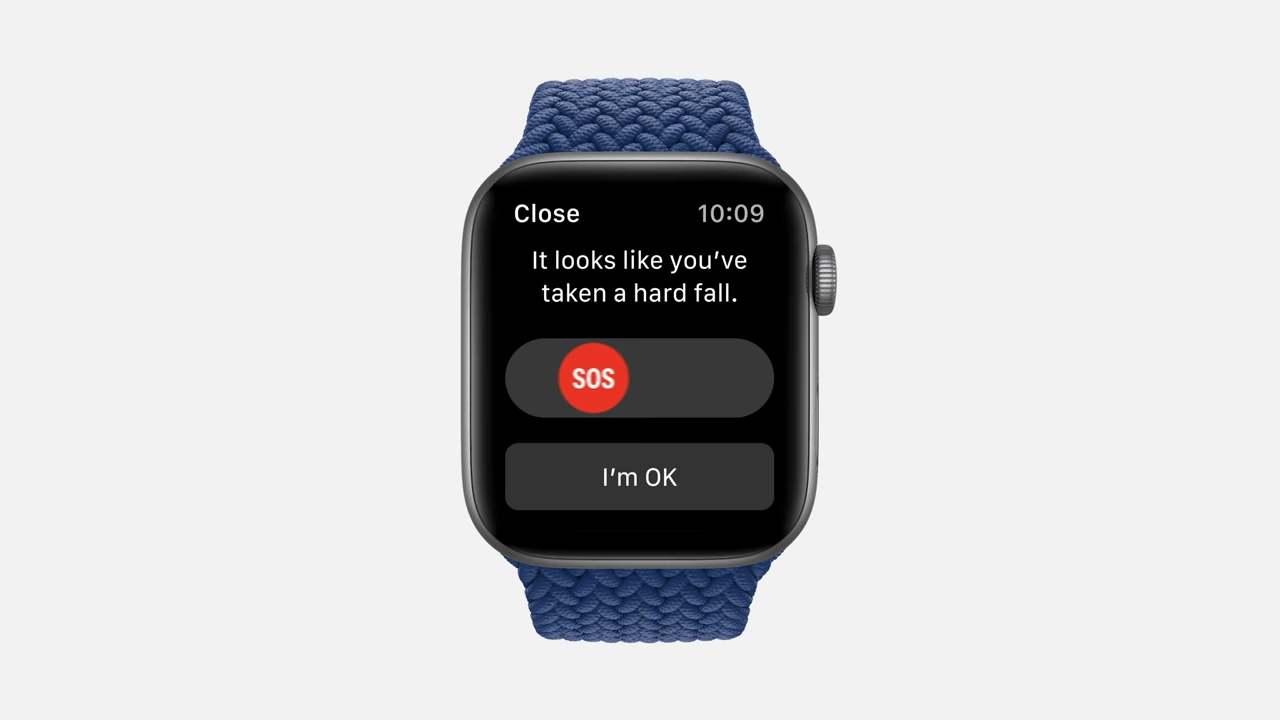 Close 10:09
It looks like you've
taken a hard fall.
SOS
I'm OK